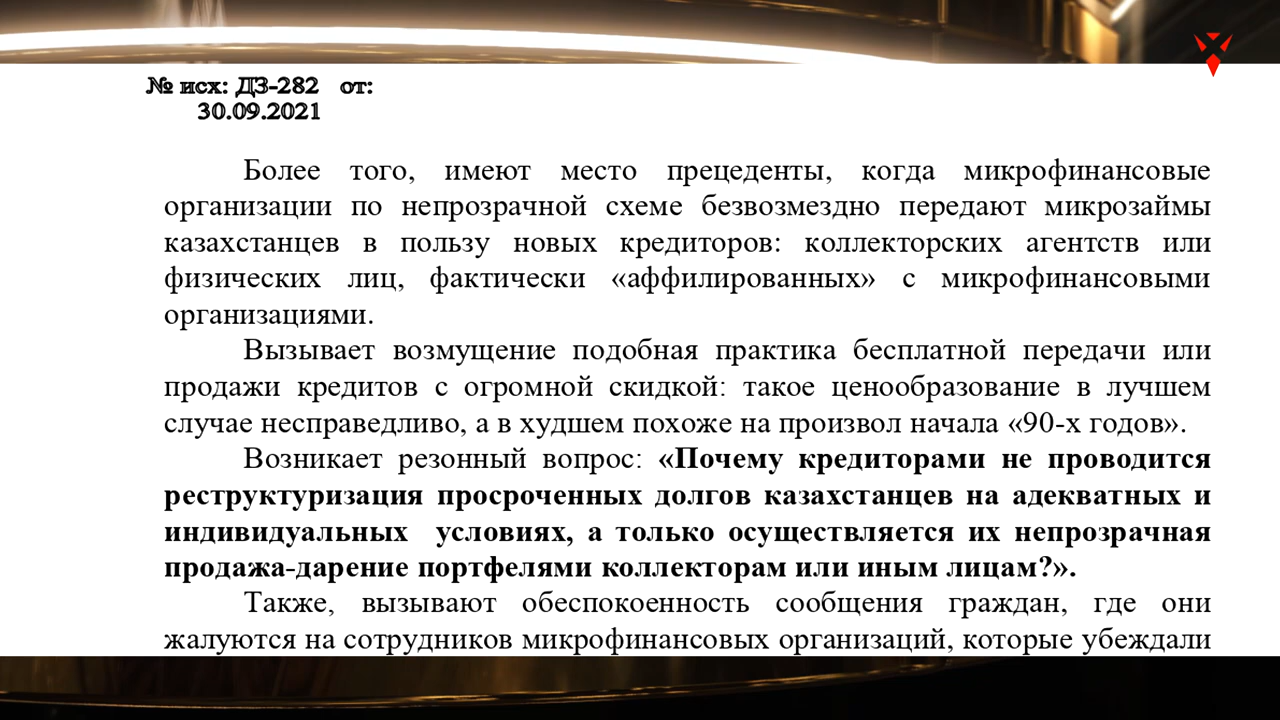 № исх: ДЗ-282 от:
30.09.2021
Более того, имеют место прецеденты, когда микрофинансовые
организации по непрозрачной схеме безвозмездно передают микрозаймы
казахстанцев в пользу новых кредиторов: коллекторских агентств или
физических лиц, фактически «аффилированных» с микрофинансовыми
организациями.
Вызывает возмущение подобная практика бесплатной передачи или
продажи кредитов с огромной скидкой: такое ценообразование в лучшем
случае несправедливо, а в худшем похоже на произвол начала «90-х годов».
Возникает резонный вопрос: «Почему кредиторами не проводится
реструктуризация просроченных долгов казахстанцев на адекватных и
индивидуальных условиях, а только осуществляется их непрозрачная
продажа-дарение портфелями коллекторам или иным лицам?».
Также, вызывают обеспокоенность сообщения граждан, где они
жалуются на сотрудников микрофинансовых организаций, которые убеждали